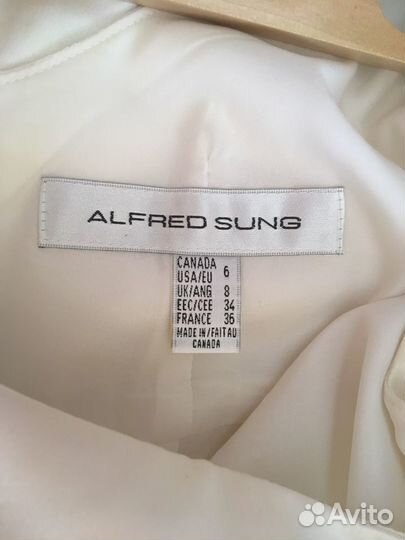 ALFRED SUNG
CANADA
USA/EU 6
UK/ANG 8
EEC/CEE 34
FRANCE 36
MADE IN/FAIT AU
CANADA
Avito